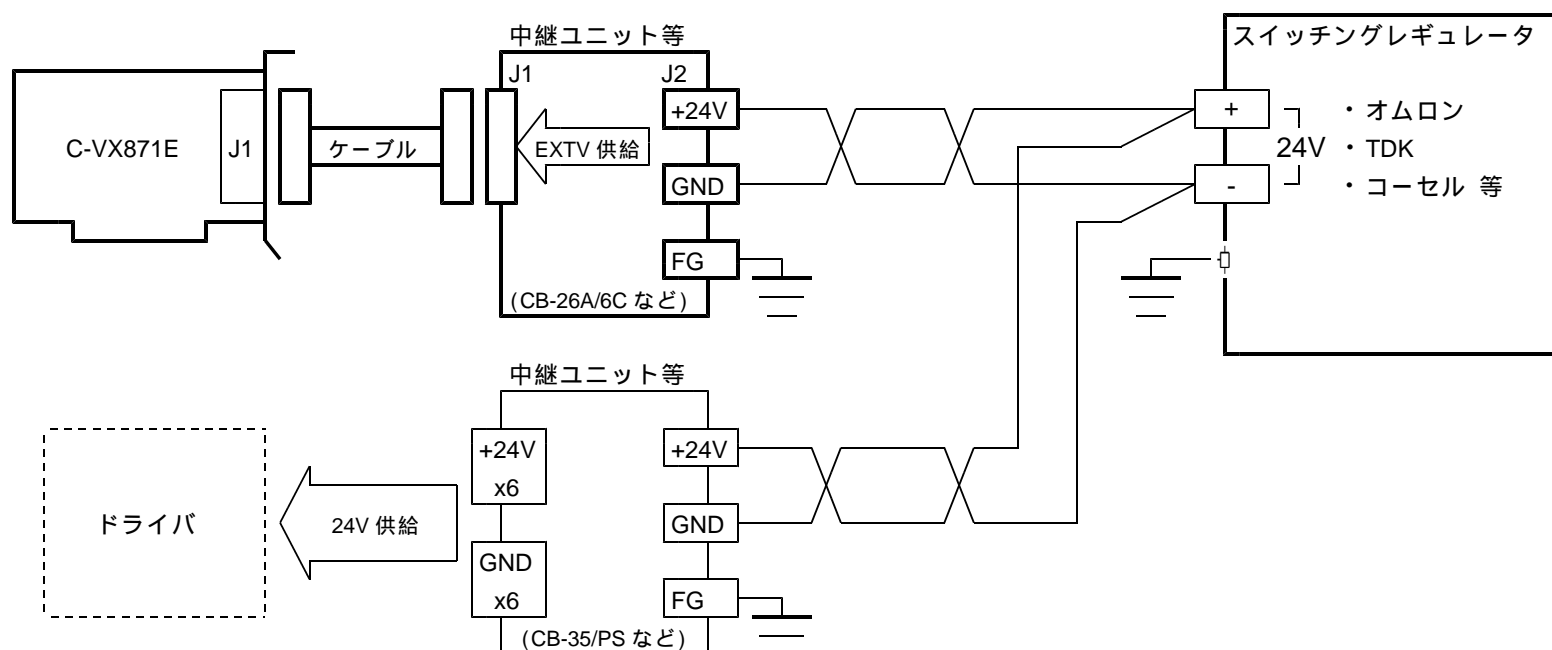 中継ユニット等
スイッチングレギュレータ
J1
J2
+24V
+
・オムロン
C-VX871E
J1
ケーブル
EXTV 供給
24V
・TDK
GND
-
・コーセル 等
FG
(CB-26A/6C など)
中継ユニット等
+24V
x6
+24V
ドライバ
24V 供給
GND
GND
x6
FG
(CB-35/PS など)